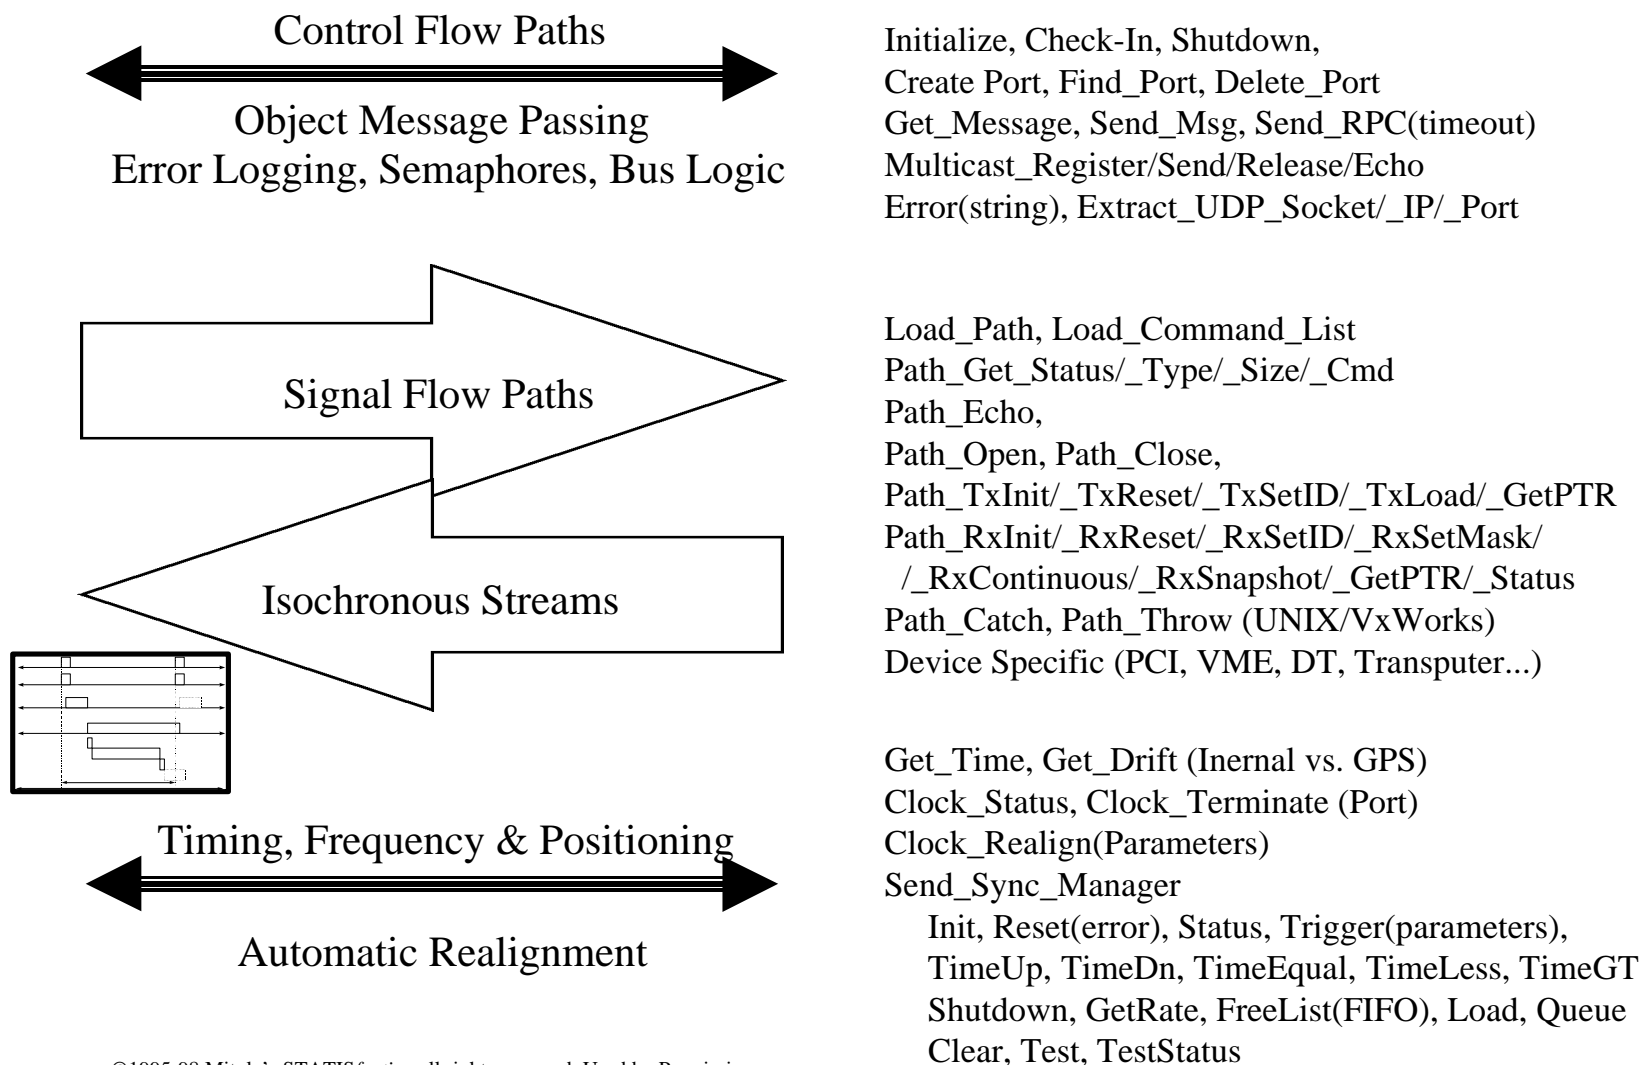 Control Flow Paths
Object Message Passing
Error Logging, Semaphores, Bus Logic
Initialize, Check-In, Shutdown,
Create Port, Find_Port, Delete_Port
Get_Message, Send_Msg, Send_RPC(timeout)
Multicast_Register/Send/Release/Echo
Error(string), Extract_UDP_Socket/_IP/_Port
Signal Flow Paths
Isochronous Streams
Load_Path, Load_Command_List
Path_Get_Status/_Type/_Size/_Cmd
Path_Echo,
Path_Open, Path_Close,
Path_TxInit/_TxReset/_TxSetID/_TxLoad/_GetPTR
Path_RxInit/_RxReset/_RxSetID/_RxSetMask/
/_RxContinuous/_RxSnapshot/_GetPTR/_Status
Path_Catch, Path_Throw (UNIX/VxWorks)
Device Specific (PCI, VME, DT, Transputer...)
Timing, Frequency & Positioning
Automatic Realignment
Get_Time, Get_Drift (Inernal vs. GPS)
Clock_Status, Clock_Terminate (Port)
Clock_Realign(Parameters)
Send_Sync_Manager
Init, Reset(error), Status, Trigger(parameters),
TimeUp, TimeDn, TimeEqual, TimeLess, TimeGT
Shutdown, GetRate, FreeList(FIFO), Load, Queue
Clear, Test, TestStatus